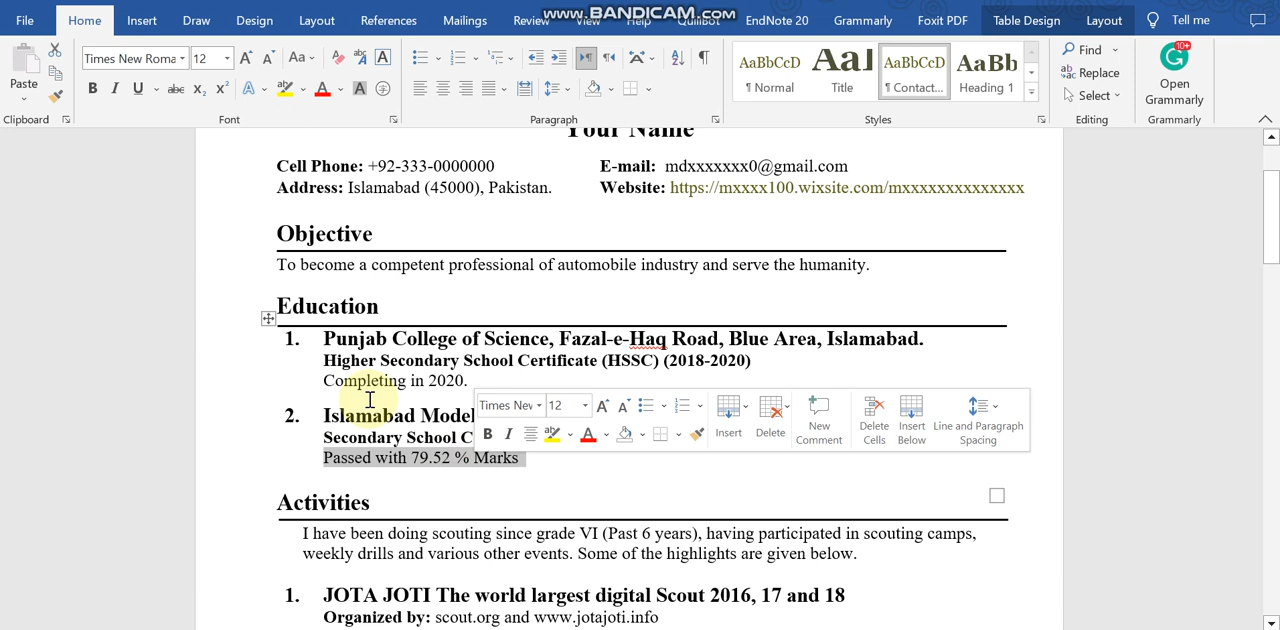 www.BANDICAM.com
File Home Insert Draw Design Layout References Mailings Review QuillBot EndNote 20 Grammarly Foxit PDF Table Design Layout Tell me
Times New Roma 12 Aa
Paste
AaBbCcD AaI AaBbCcD AaBbC
¶ Normal Title ¶ Contact... Heading 1
Find
Replace
Select
10+
Open
Grammarly
Clipboard Font Paragraph Styles Editing Grammarly
Your Name
Cell Phone: +92-333-0000000 E-mail: mdxxxxxxx0@gmail.com
Address: Islamabad (45000), Pakistan. Website: https://mxxxx100.wixsite.com/mxxxxxxxxxxxxxx
Objective
To become a competent professional of automobile industry and serve the humanity.
Education
1. Punjab College of Science, Fazal-e-Haq Road, Blue Area, Islamabad.
Higher Secondary School Certificate (HSSC) (2018-2020)
Completing in 2020.
2. Islamabad Model
Secondary School C
Passed with 79.52 % Marks
Times Nev 12
Insert Delete New Comment Delete Cells Insert Below Line and Paragraph Spacing
Activities
I have been doing scouting since grade VI (Past 6 years), having participated in scouting camps,
weekly drills and various other events. Some of the highlights are given below.
1. JOTA JOTI The world largest digital Scout 2016, 17 and 18
Organized by: scout.org and www.jotajoti.info